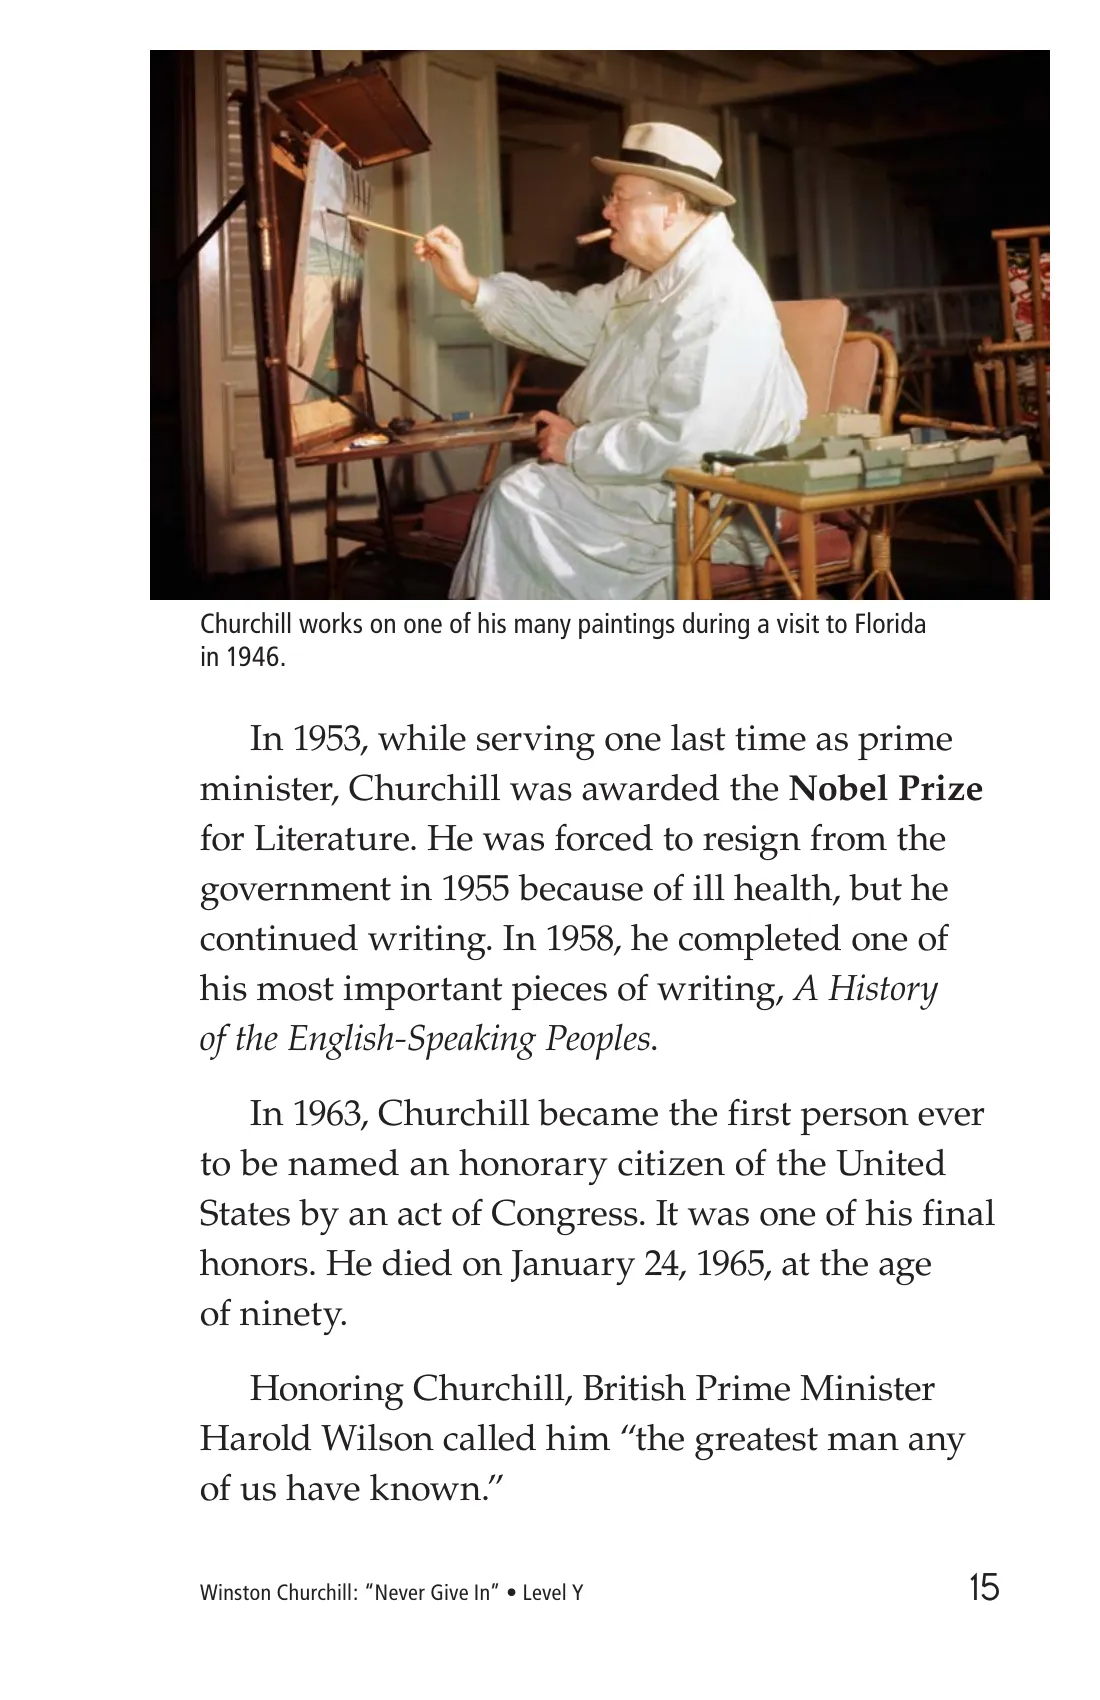 Churchill works on one of his many paintings during a visit to Florida
in 1946.
In 1953, while serving one last time as prime
minister, Churchill was awarded the Nobel Prize
for Literature. He was forced to resign from the
government in 1955 because of ill health, but he
continued writing. In 1958, he completed one of
his most important pieces of writing, A History
of the English-Speaking Peoples.
In 1963, Churchill became the first person ever
to be named an honorary citizen of the United
States by an act of Congress. It was one of his final
honors. He died on January 24, 1965, at the age
of ninety.
Honoring Churchill, British Prime Minister
Harold Wilson called him “the greatest man any
of us have known.”
Winston Churchill: “Never Give In” • Level Y 15